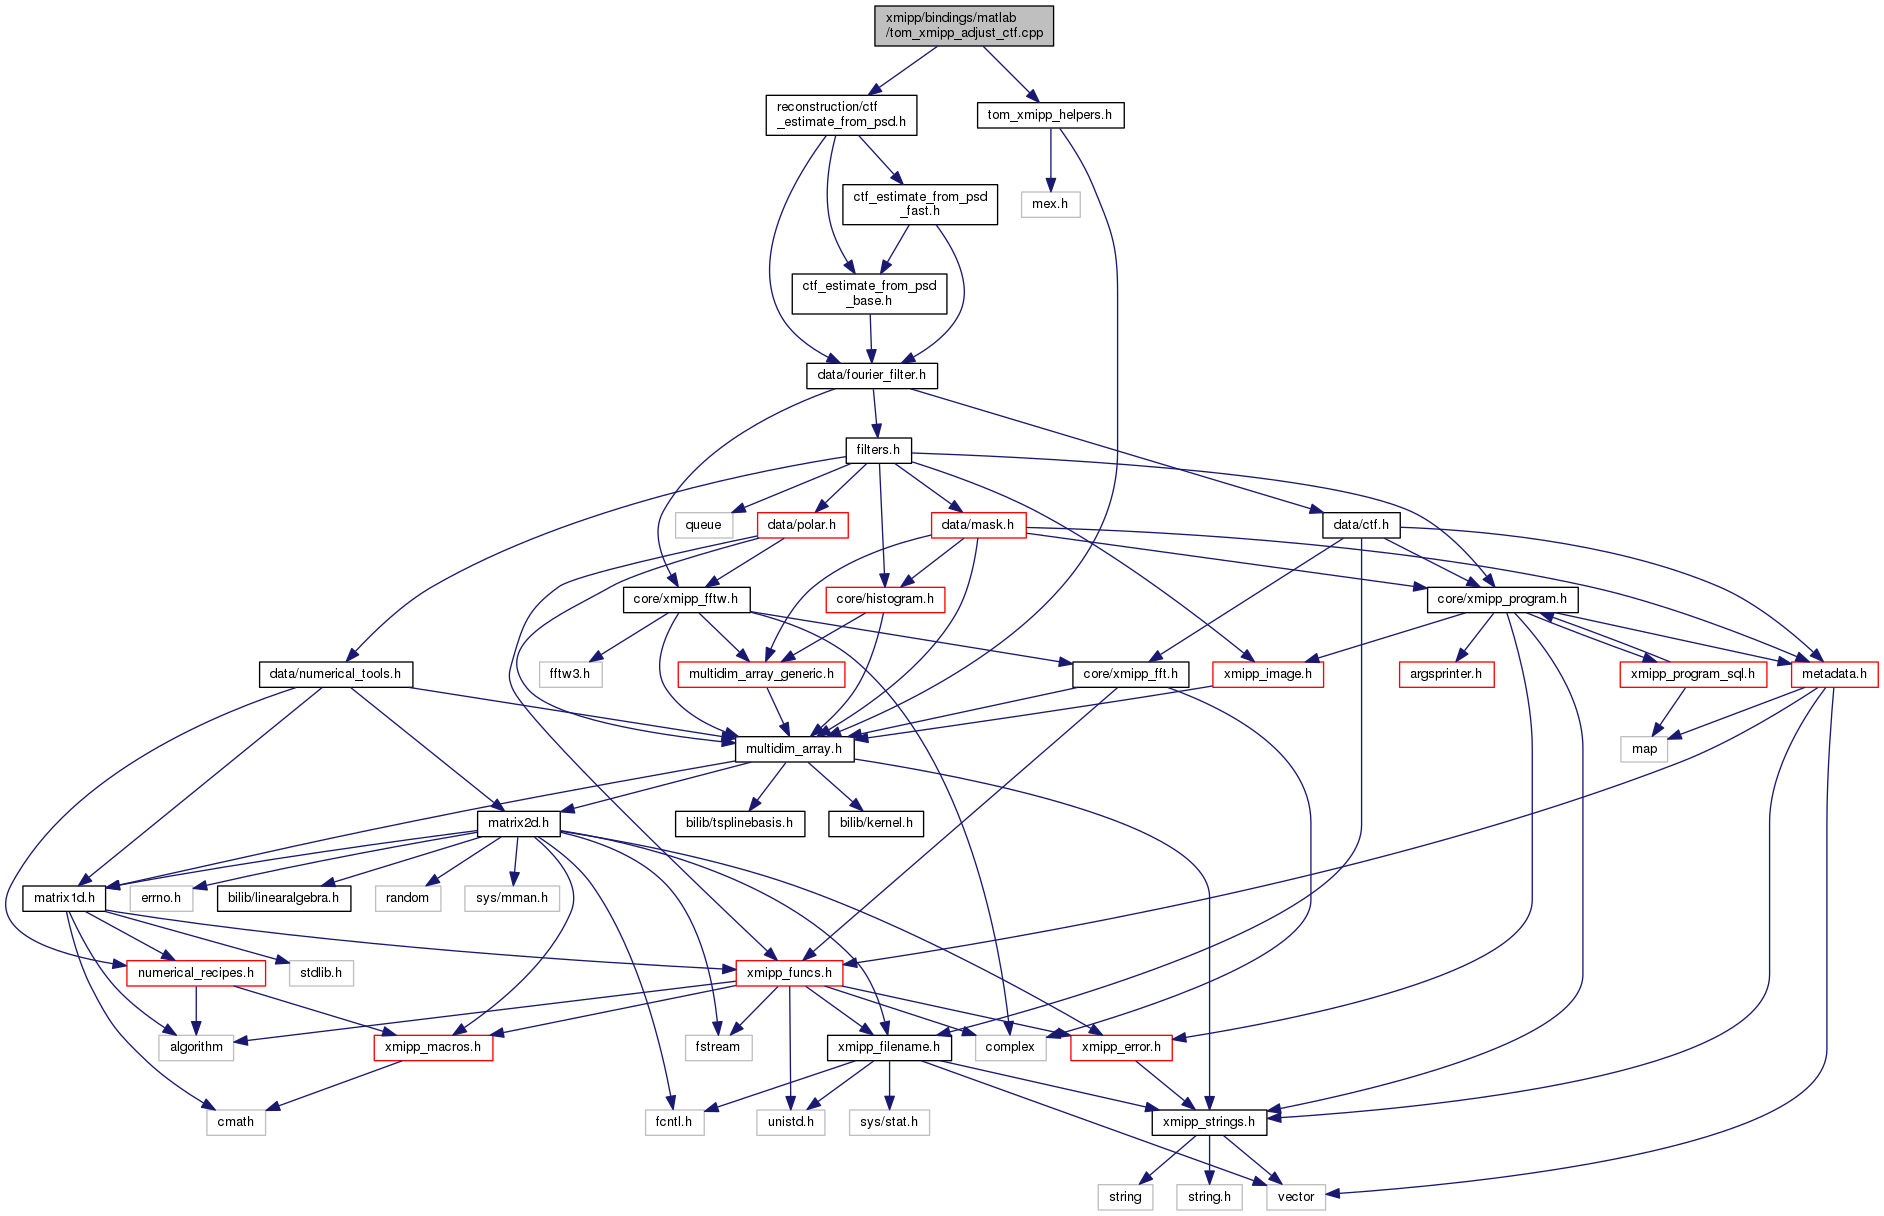 xmipp/bindings/matlab
/tom_xmipp_adjust_ctf.cpp
reconstruction/ctf
_estimate_from_psd.h
tom_xmipp_helpers.h
ctf_estimate_from_psd
_fast.h
mex.h
ctf_estimate_from_psd
_base.h
data/fourier_filter.h
filters.h
queue
data/polar.h
data/mask.h
data/ctf.h
core/xmipp_fftw.h
core/histogram.h
core/xmipp_program.h
data/numerical_tools.h
fftw3.h
multidim_array_generic.h
core/xmipp_fft.h
xmipp_image.h
argsprinter.h
xmipp_program_sql.h
metadata.h
multidim_array.h
map
matrix2d.h
bilib/tsplinebasis.h
bilib/kernel.h
matrix1d.h
errno.h
bilib/linearalgebra.h
random
sys/mman.h
numerical_recipes.h
stdlib.h
xmipp_funcs.h
algorithm
xmipp_macros.h
fstream
xmipp_filename.h
complex
xmipp_error.h
cmath
fcntl.h
unistd.h
sys/stat.h
xmipp_strings.h
string
string.h
vector